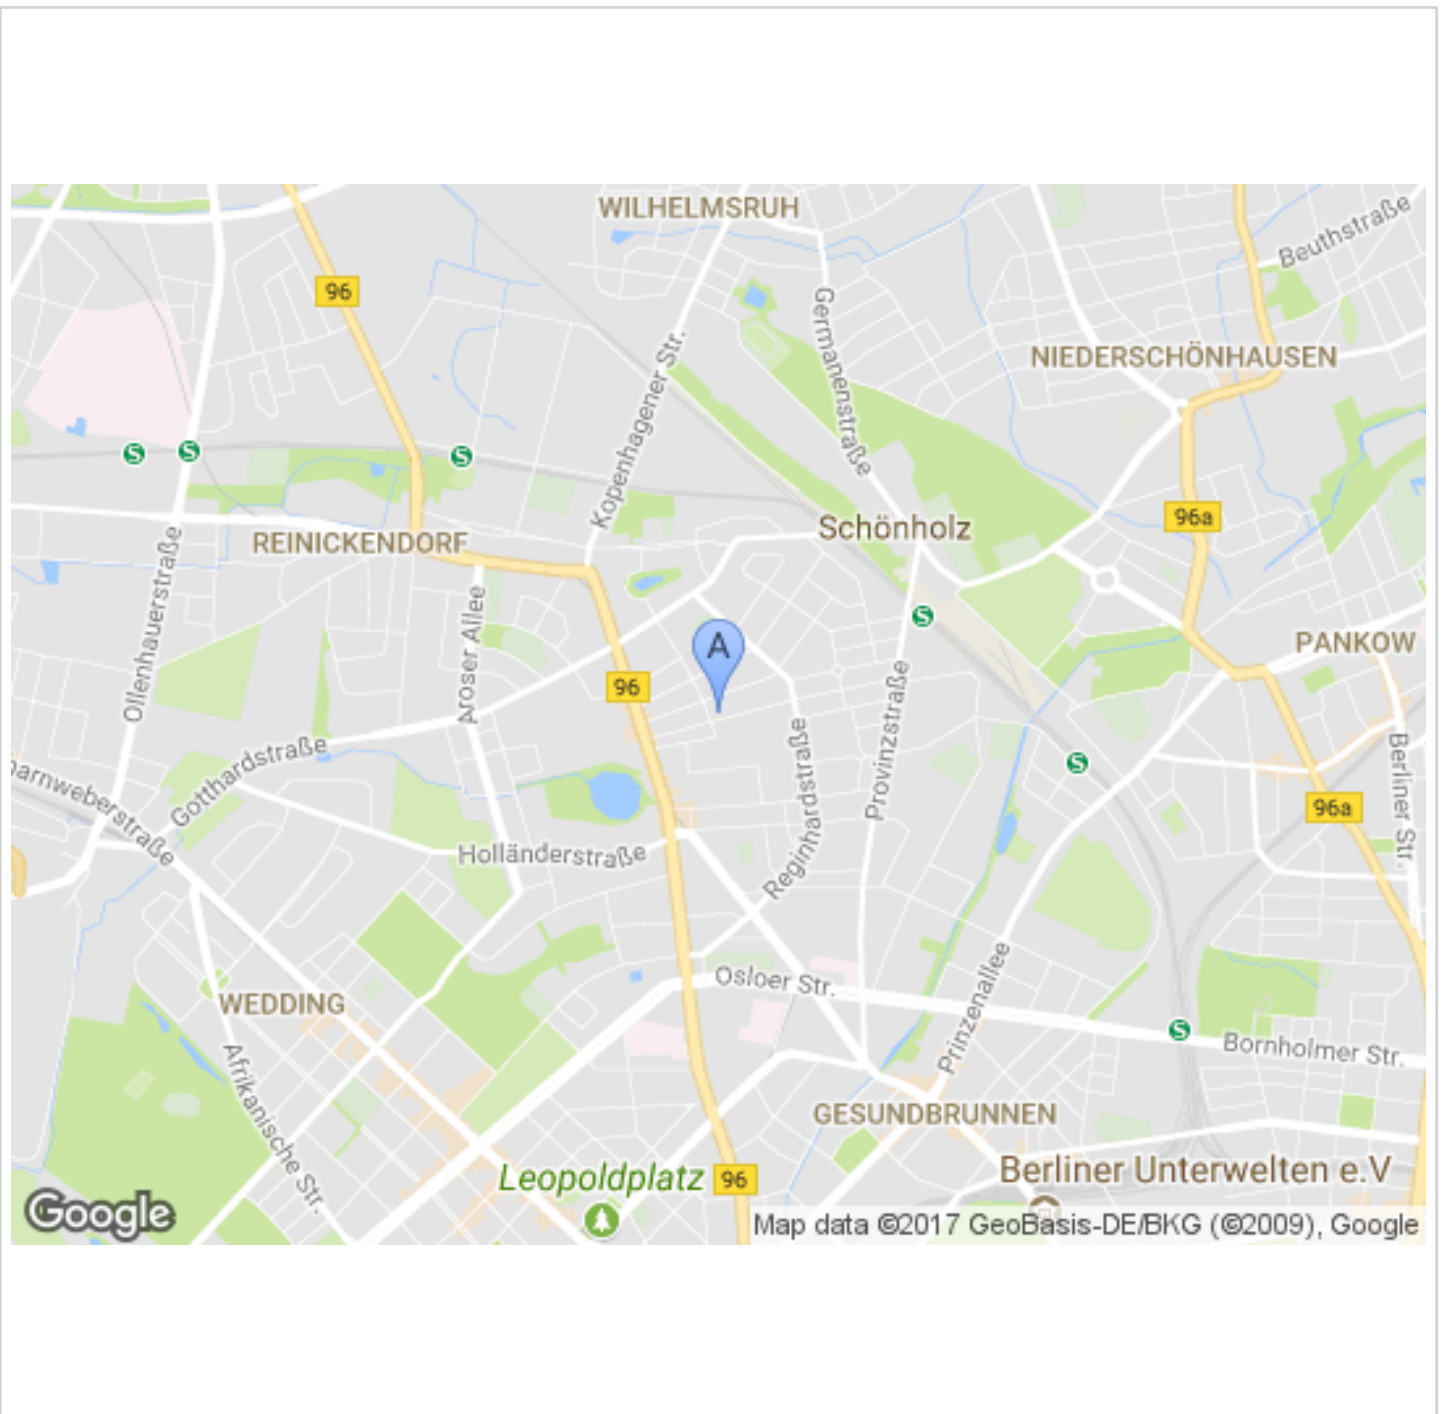 WILHELMSRUH
Beuthstraße
96
Germanenstraße
Kopenhagener Str.
NIEDERSCHÖNHAUSEN
S
S
S
96a
Schönholz
REINICKENDORF
Ollenhauerstraße
Aroser Allee
S
A
PANKOW
96
Provinzstraße
Reginhardstraße
S
Berliner Str.
Gotthardstraße
96a
Holländerstraße
Osloer Str.
Prinzenallee
WEDDING
S
Bornholmer Str.
Afrikanische Str.
GESUNDBRUNNEN
Leopoldplatz
96
Berliner Unterwelten e.V
Google
Map data ©2017 GeoBasis-DE/BKG (©2009), Google